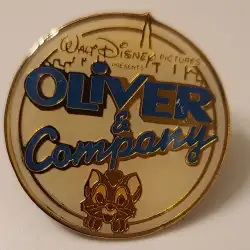 WALT DISNEY PICTURES
PRESENTS
OLIVER
&
Company